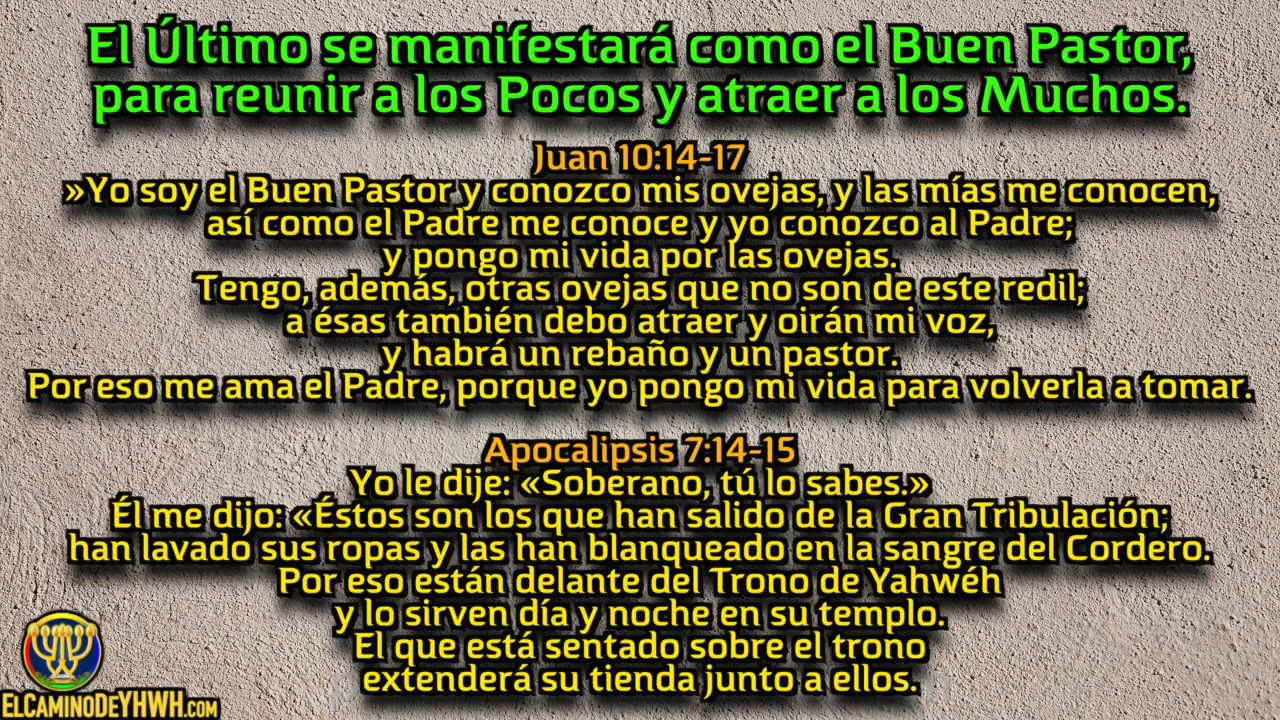 El Último se manifestará como el Buen Pastor,
para reunir a los Pocos y atraer a los Muchos.
Juan 10:14-17
»Yo soy el Buen Pastor y conozco mis ovejas, y las mías me conocen,
así como el Padre me conoce y yo conozco al Padre;
y pongo mi vida por las ovejas.
Tengo, además, otras ovejas que no son de este redil;
a ésas también debo atraer y oirán mi voz,
y habrá un rebaño y un pastor.
Por eso me ama el Padre, porque yo pongo mi vida para volverla a tomar.
Apocalipsis 7:14-15
Yo le dije: «Soberano, tú lo sabes.»
Él me dijo: «Éstos son los que han salido de la Gran Tribulación;
han lavado sus ropas y las han blanqueado en la sangre del Cordero.
Por eso están delante del Trono de Yahwéh
y lo sirven día y noche en su templo.
El que está sentado sobre el trono
extenderá su tienda junto a ellos.
ELCAMINODEYHWH.com